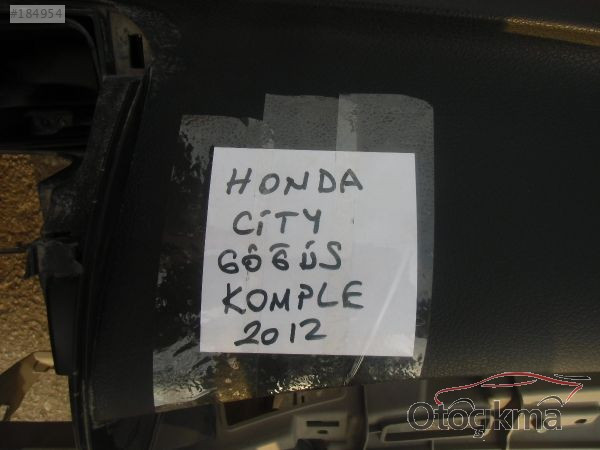 #184954
HONDA
CİTY
GÖĞÜS
KOMPLE
2012
Otoçıkma